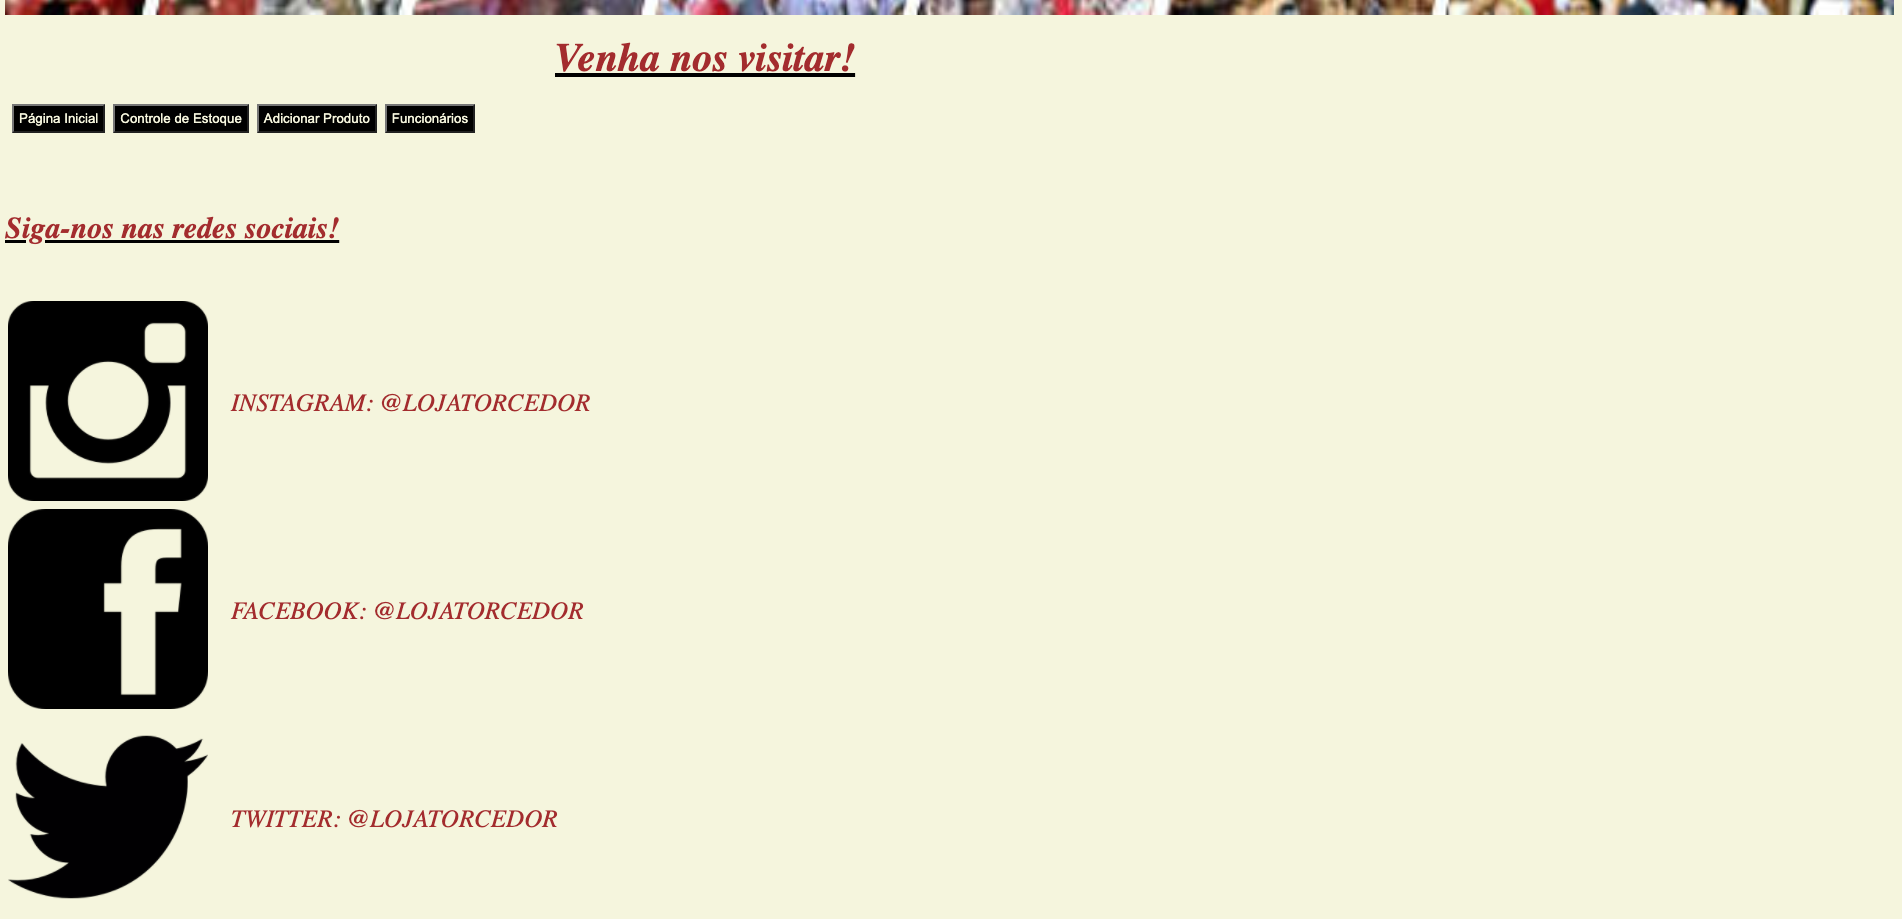 Venha nos visitar!
Página Inicial Controle de Estoque Adicionar Produto Funcionários
Siga-nos nas redes sociais!
INSTAGRAM: @LOJATORCEDOR
FACEBOOK: @LOJATORCEDOR
TWITTER: @LOJATORCEDOR